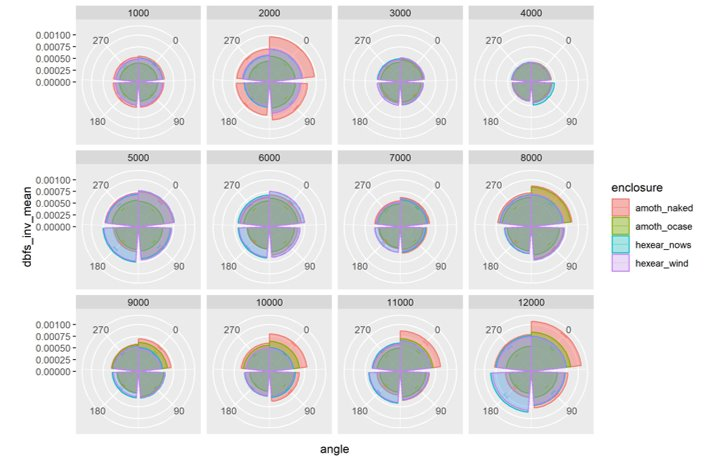 1000 2000 3000 4000
0.00100
0.00075
0.00050
0.00025
0.00000
270 0 270 0 270 0 270 0
180 90 180 90 180 90 180 90
5000 6000 7000 8000
0.00100
0.00075
0.00050
0.00025
0.00000
270 0 270 0 270 0 270 0
180 90 180 90 180 90 180 90
9000 10000 11000 12000
0.00100
0.00075
0.00050
0.00025
0.00000
270 0 270 0 270 0 270 0
180 90 180 90 180 90 180 90
dbfs_inv_mean
angle
enclosure
amoth_naked
amoth_ocase
hexear_nows
hexear_wind